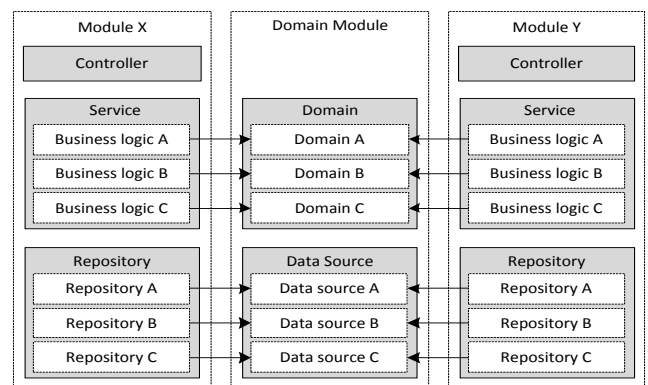 Module X
Domain Module
Module Y
Controller
Controller
Service
Domain
Service
Business logic A
Domain A
Business logic A
Business logic B
Domain B
Business logic B
Business logic C
Domain C
Business logic C
Repository
Data Source
Repository
Repository A
Data source A
Repository A
Repository B
Data source B
Repository B
Repository C
Data source C
Repository C